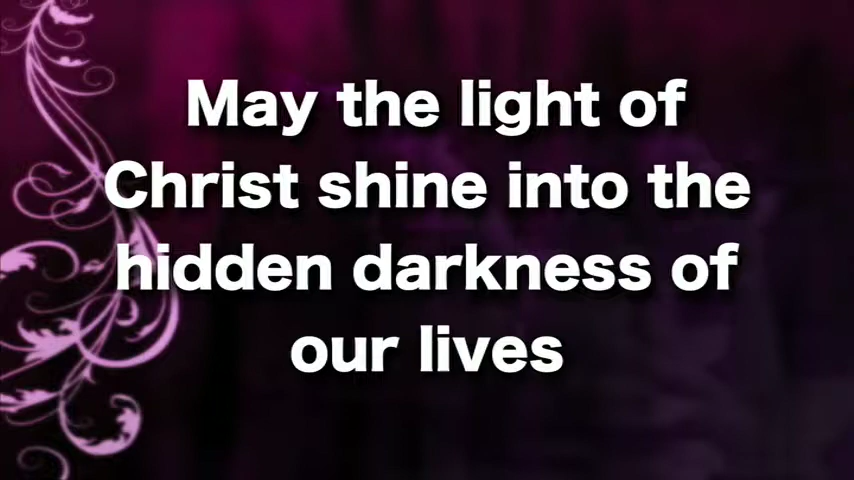 May the light of
Christ shine into the
hidden darkness of
our lives